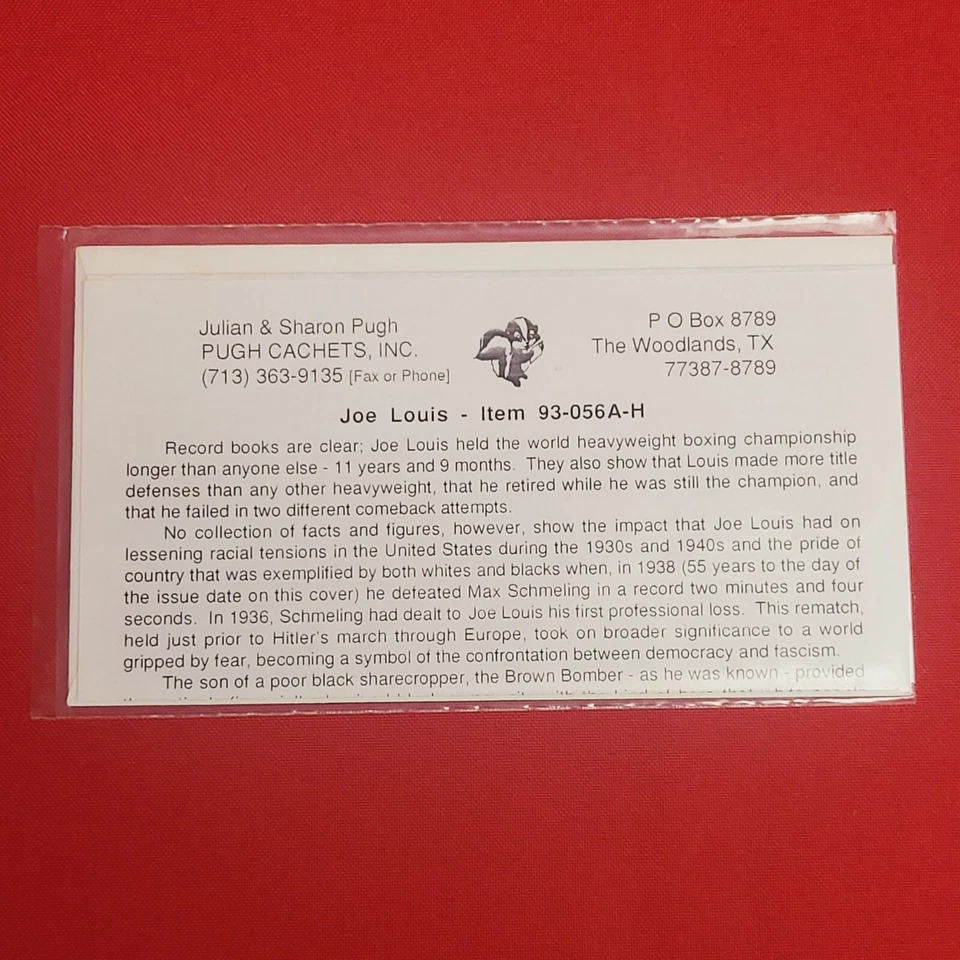 Julian & Sharon Pugh
PUGH CACHETS, INC.
(713) 363-9135 [Fax or Phone]
P O Box 8789
The Woodlands, TX
77387-8789
Joe Louis - Item 93-056A-H
Record books are clear; Joe Louis held the world heavyweight boxing championship
longer than anyone else - 11 years and 9 months. They also show that Louis made more title
defenses than any other heavyweight, that he retired while he was still the champion, and
that he failed in two different comeback attempts.
No collection of facts and figures, however, show the impact that Joe Louis had on
lessening racial tensions in the United States during the 1930s and 1940s and the pride of
country that was exemplified by both whites and blacks when, in 1938 (55 years to the day of
the issue date on this cover) he defeated Max Schmeling in a record two minutes and four
seconds. In 1936, Schmeling had dealt to Joe Louis his first professional loss. This rematch,
held just prior to Hitler's march through Europe, took on broader significance to a world
gripped by fear, becoming a symbol of the confrontation between democracy and fascism.
The son of a poor black sharecropper, the Brown Bomber - as he was known - provided